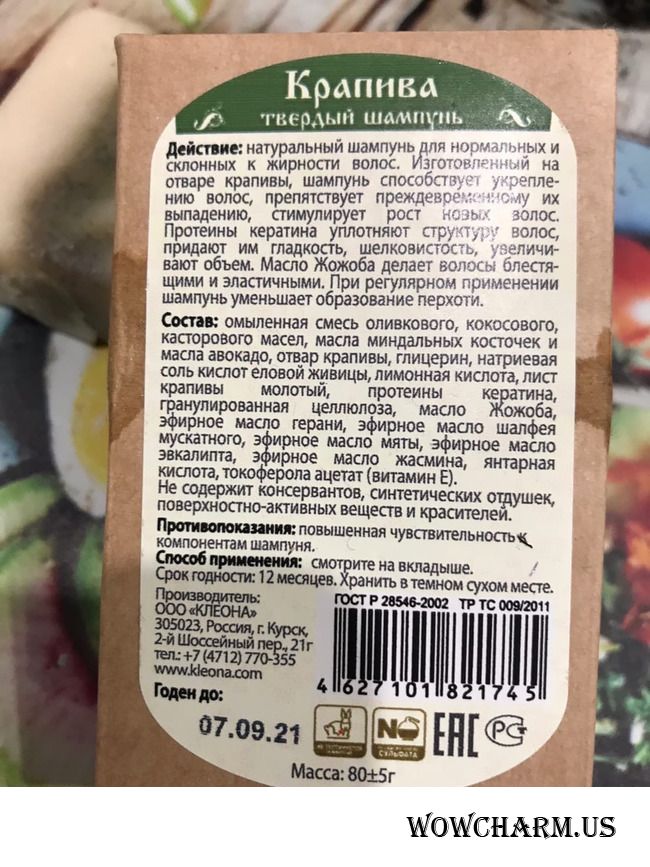 Крапива
твердый шампунь
Действие: натуральный шампунь для нормальных и
склонных к жирности волос. Изготовленный на
отваре крапивы, шампунь способствует укрепле-
нию волос, препятствует преждевременному их
выпадению, стимулирует рост новых волос.
Протеины кератина уплотняют структуру волос,
придают им гладкость, шелковистость, увеличи-
вают объем. Масло Жожоба делает волосы блестя-
щими и эластичными. При регулярном применении
шампунь уменьшает образование перхоти.
Состав: омыленная смесь оливкового, кокосового,
касторового масел, масла миндальных косточек и
масла авокадо, отвар крапивы, глицерин, натриевая
соль кислот еловой живицы, лимонная кислота, лист
крапивы молотый, протеины кератина,
гранулированная целлюлоза, масло Жожоба,
эфирное масло герани, эфирное масло шалфея
мускатного, эфирное масло мяты, эфирное масло
эвкалипта, эфирное масло жасмина, янтарная
кислота, токоферола ацетат (витамин Е).
Не содержит консервантов, синтетических отдушек,
поверхностно-активных веществ и красителей.
Противопоказания: повышенная чувствительность к
компонентам шампуня.
Способ применения: смотрите на вкладыше.
Срок годности: 12 месяцев. Хранить в темном сухом месте.
Производитель:
ООО «КЛЕОНА»
305023, Россия, г. Курск,
2-й Шоссейный пер., 21г
тел.: +7 (4712) 770-355
www.kleona.com
ГОСТ Р 28546-2002 ТР ТС 009/2011
4 627101 821745
Годен до:
07.09.21
NO
СУЛЬФАТА
EAC
РС
Масса: 80±5г
WOWCHARM.US